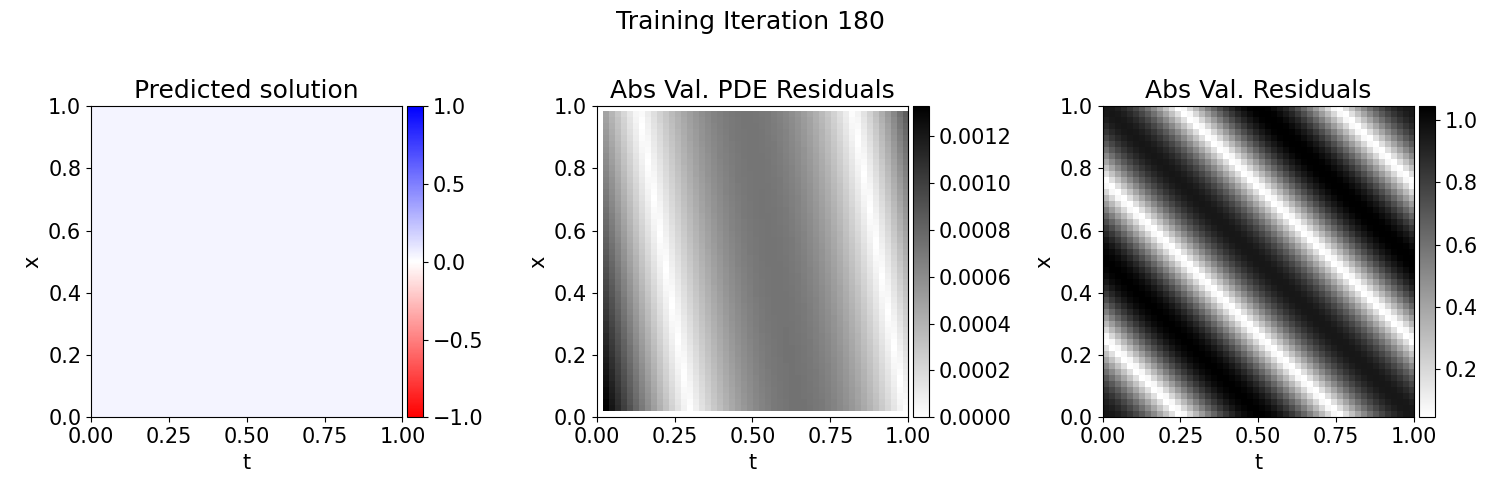 Training Iteration 180
Predicted solution
1.0
0.8
0.6
0.4
0.2
0.0
x
0.00 0.25 0.50 0.75 1.00
t
1.0
0.5
0.0
−0.5
−1.0
Abs Val. PDE Residuals
1.0
0.8
0.6
0.4
0.2
0.0
x
0.00 0.25 0.50 0.75 1.00
t
0.0012
0.0010
0.0008
0.0006
0.0004
0.0002
0.0000
Abs Val. Residuals
1.0
0.8
0.6
0.4
0.2
0.0
x
0.00 0.25 0.50 0.75 1.00
t
1.0
0.8
0.6
0.4
0.2